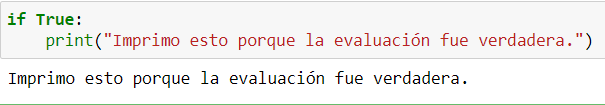 if True:
    print("Imprimo esto porque la evaluación fue verdadera.")
Imprimo esto porque la evaluación fue verdadera.